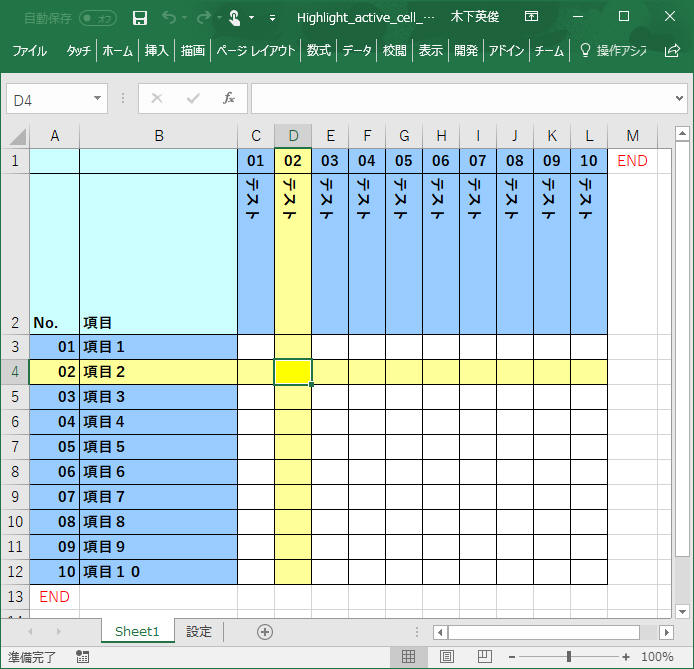 自動保存 オフ Highlight_active_cell_… 木下英俊
ファイル タッチ ホーム 挿入 描画 ページ レイアウト 数式 データ 校閲 表示 開発 アドイン チーム 操作アシス
D4 fx
A B C D E F G H I J K L M
1 01 02 03 04 05 06 07 08 09 10 END
テスト テスト テスト テスト テスト テスト テスト テスト テスト テスト
2 No. 項目
3 01 項目１
4 02 項目２
5 03 項目３
6 04 項目４
7 05 項目５
8 06 項目６
9 07 項目７
10 08 項目８
11 09 項目９
12 10 項目１０
13 END
Sheet1 設定
準備完了 100%